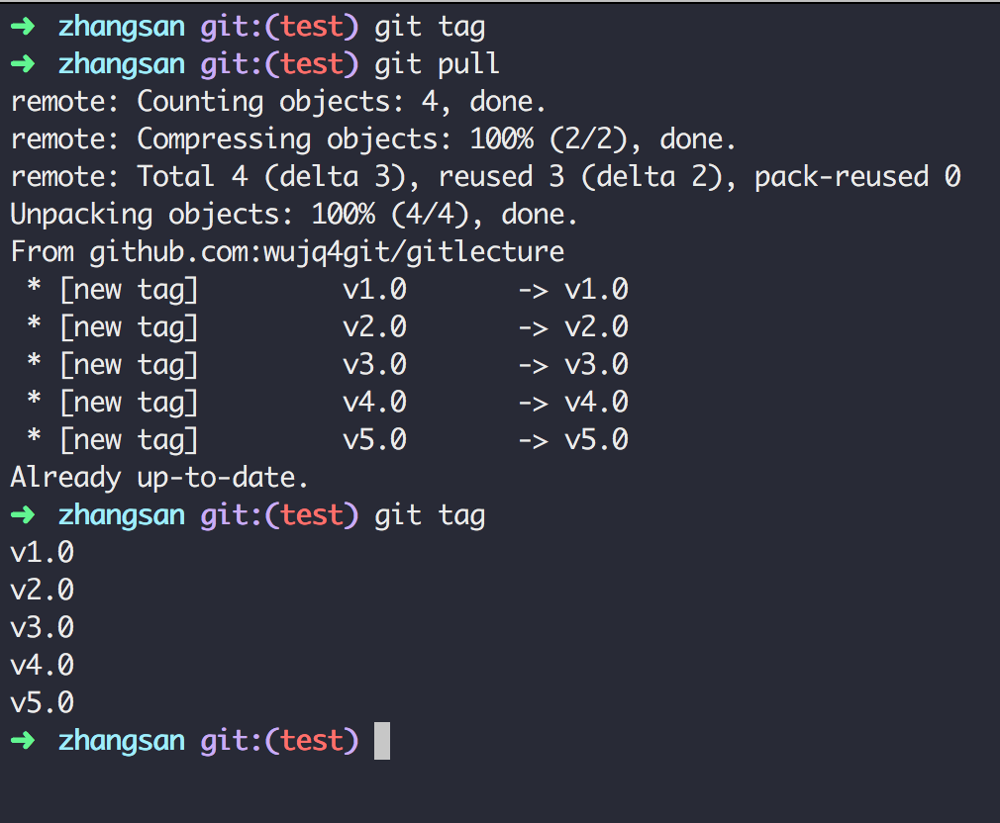 ➜  zhangsan git:(test) git tag
➜  zhangsan git:(test) git pull
remote: Counting objects: 4, done.
remote: Compressing objects: 100% (2/2), done.
remote: Total 4 (delta 3), reused 3 (delta 2), pack-reused 0
Unpacking objects: 100% (4/4), done.
From github.com:wujq4git/gitlecture
 * [new tag]         v1.0       -> v1.0
 * [new tag]         v2.0       -> v2.0
 * [new tag]         v3.0       -> v3.0
 * [new tag]         v4.0       -> v4.0
 * [new tag]         v5.0       -> v5.0
Already up-to-date.
➜  zhangsan git:(test) git tag
v1.0
v2.0
v3.0
v4.0
v5.0
➜  zhangsan git:(test)